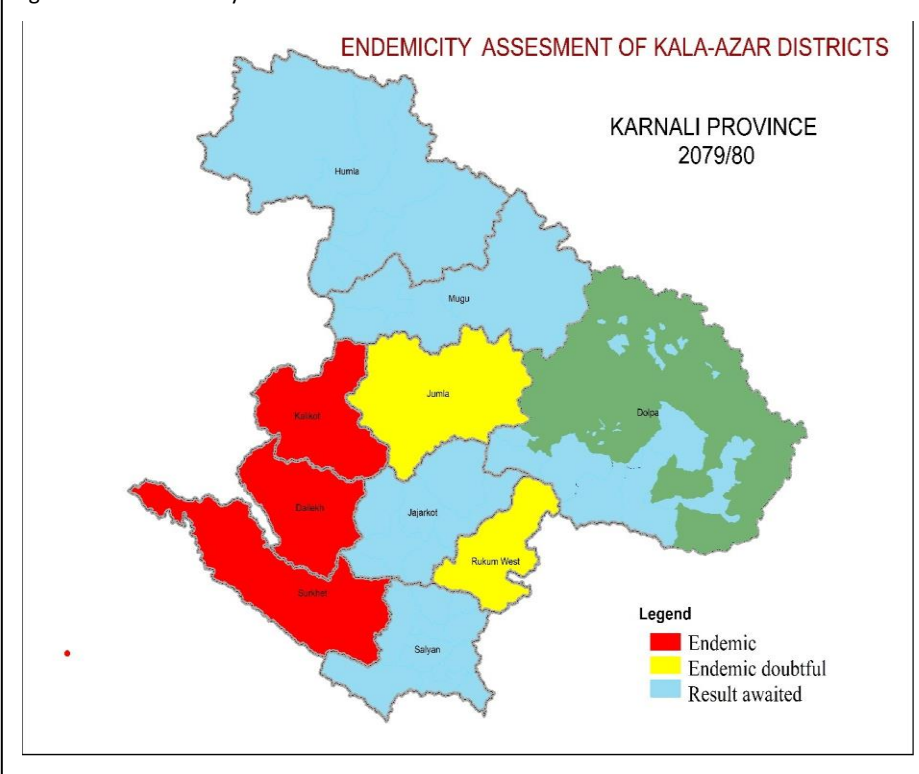 ENDEMICITY ASSESMENT OF KALA-AZAR DISTRICTS
KARNALI PROVINCE
2079/80
Humla
Mugu
Jumla
Kalikot
Dolpa
Dailekh
Jajarkot
Rukum West
Surkhet
Salyan
Legend
Endemic
Endemic doubtful
Result awaited